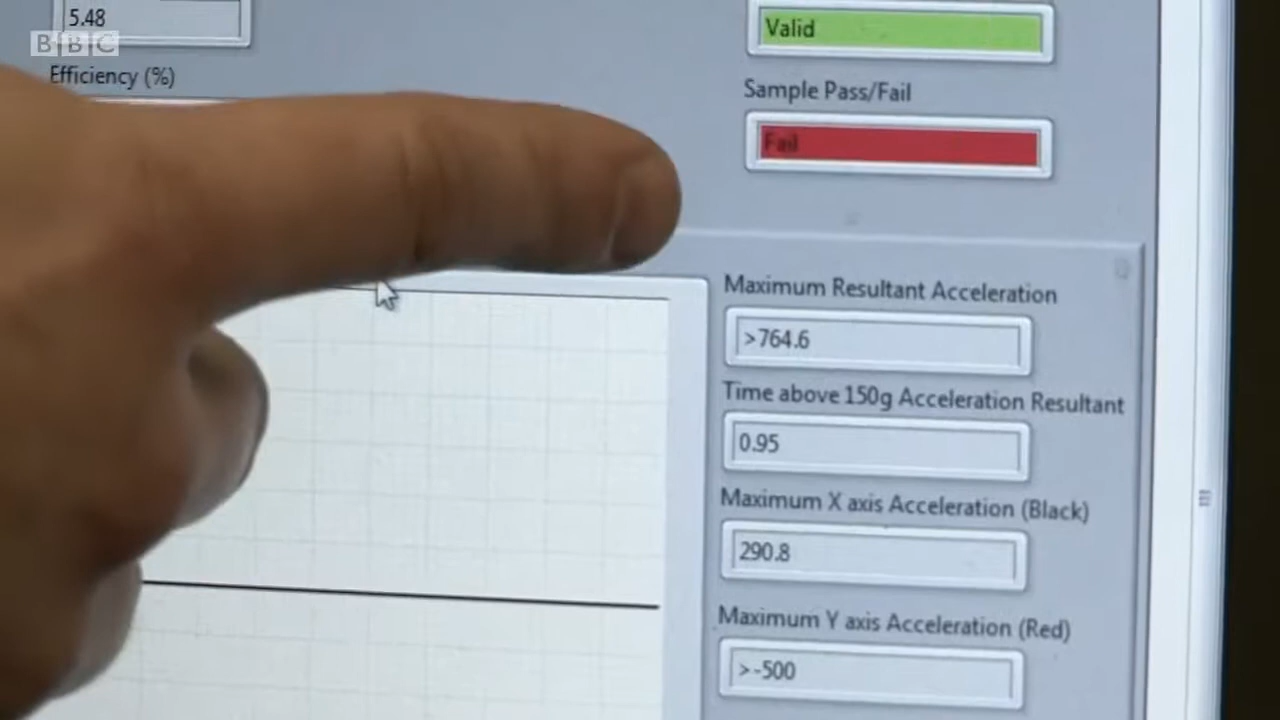 5.48
BBC
Efficiency (%)
Valid
Sample Pass/Fail
Fail
Maximum Resultant Acceleration
>764.6
Time above 150g Acceleration Resultant
0.95
Maximum X axis Acceleration (Black)
290.8
Maximum Y axis Acceleration (Red)
>-500